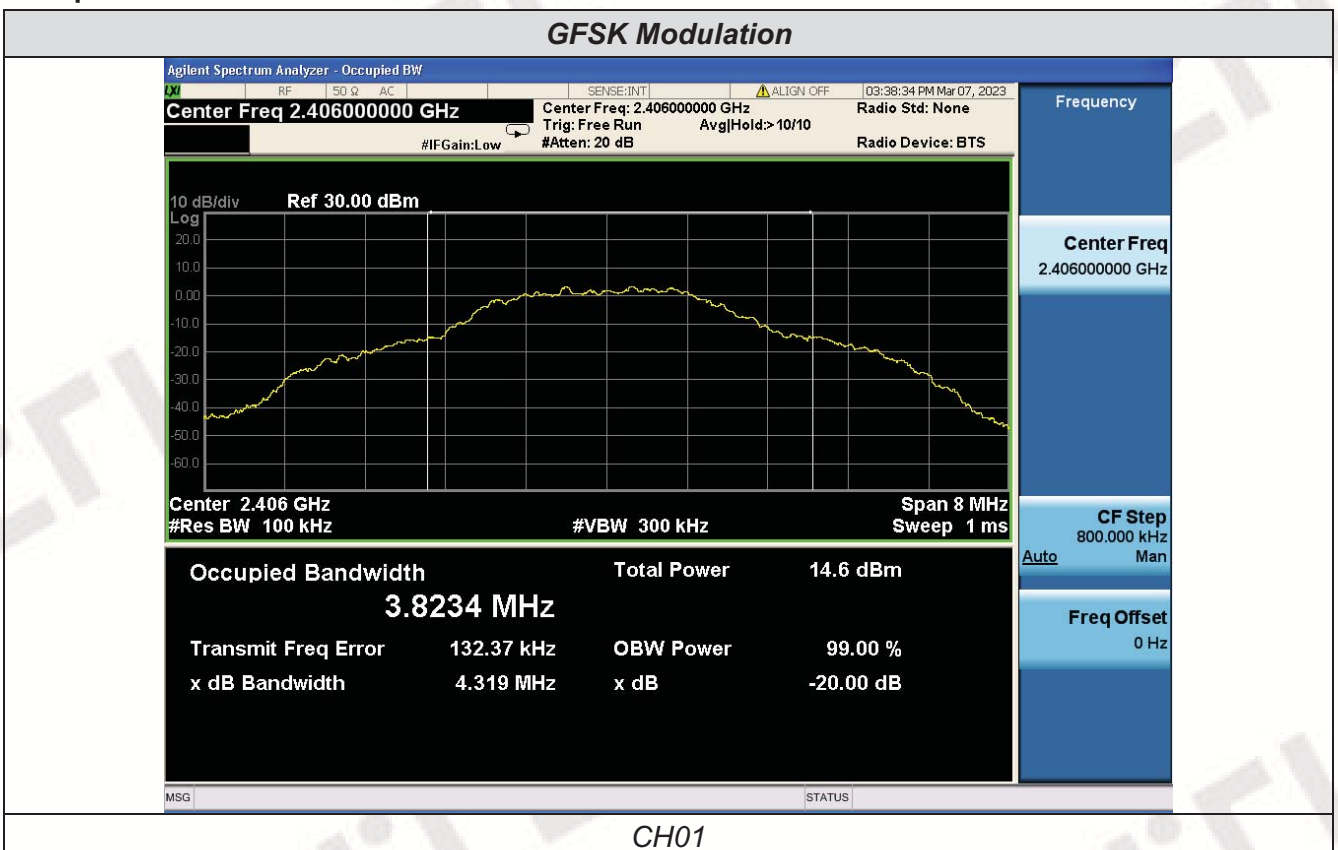 GFSK Modulation
Agilent Spectrum Analyzer - Occupied BW
LXI RF 50 Ω AC SENSE:INT ALIGN OFF 03:38:34 PM Mar 07, 2023
Center Freq 2.406000000 GHz Center Freq: 2.406000000 GHz Radio Std: None
Trig: Free Run Avg|Hold:>10/10
#IFGain:Low #Atten: 20 dB Radio Device: BTS
10 dB/div Ref 30.00 dBm
Log
20.0
10.0
0.00
-10.0
-20.0
-30.0
-40.0
-50.0
-60.0
Center 2.406 GHz Span 8 MHz
#Res BW 100 kHz #VBW 300 kHz Sweep 1 ms
Occupied Bandwidth Total Power 14.6 dBm
3.8234 MHz
Transmit Freq Error 132.37 kHz OBW Power 99.00 %
x dB Bandwidth 4.319 MHz x dB -20.00 dB
Frequency
Center Freq
2.406000000 GHz
CF Step
800.000 kHz
Auto Man
Freq Offset
0 Hz
MSG STATUS
CH01